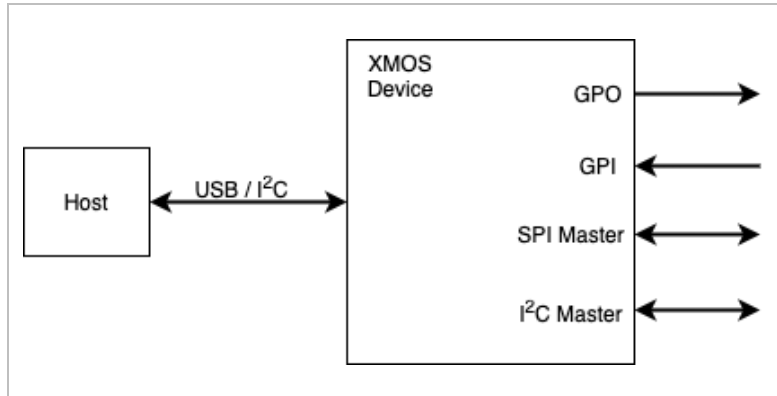 XMOS
Device
GPO
GPI
Host
USB / I²C
SPI Master
I²C Master